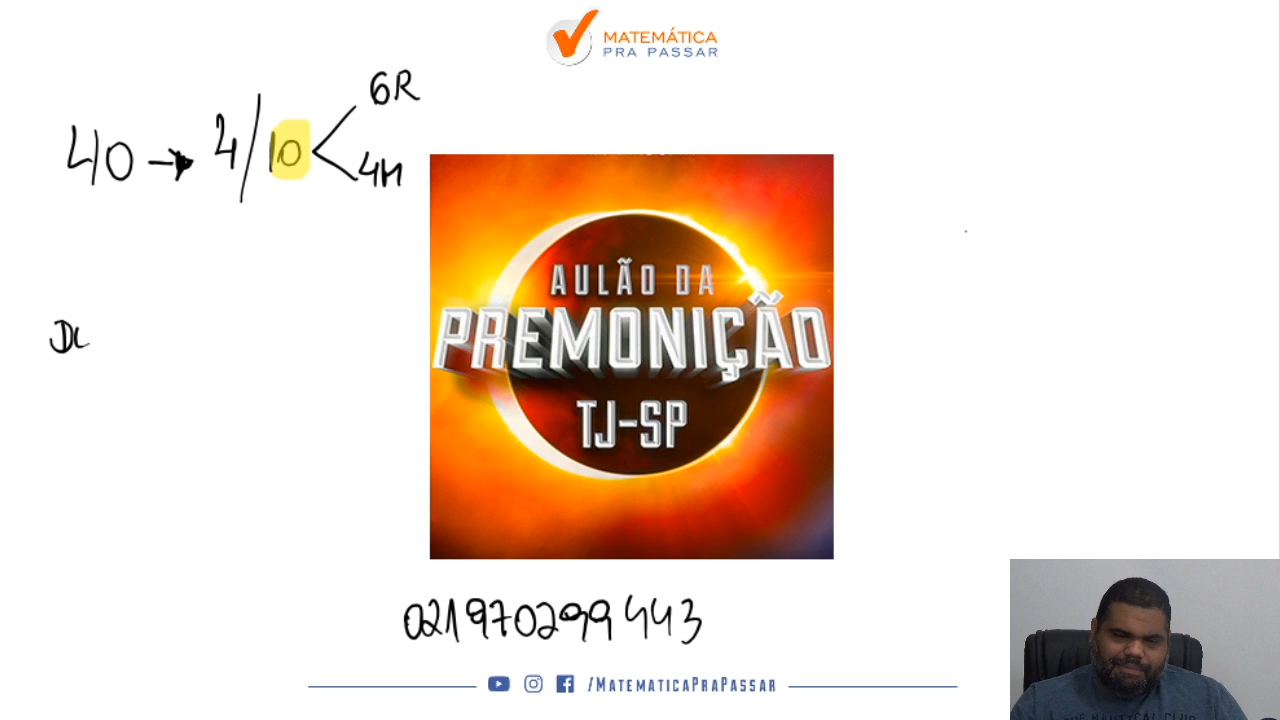 MATEMÁTICA
PRA PASSAR
40 → 4/10
6R
4M
AULÃO DA
PREMONIÇÃO
TJ-SP
021970299443
/MATEMATICAPRAPASSAR